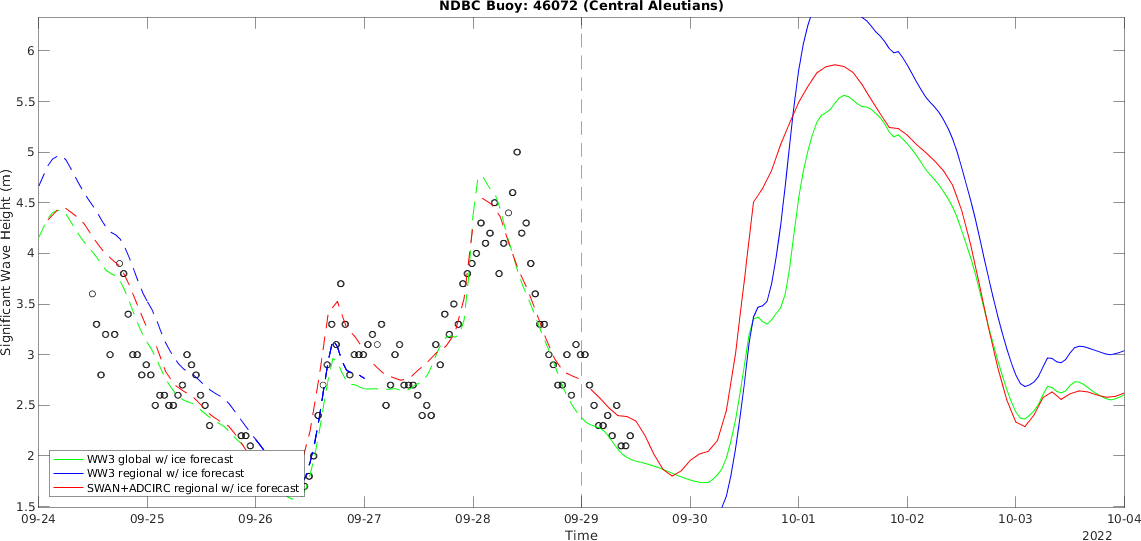 NDBC Buoy: 46072 (Central Aleutians)
6
5.5
5
4.5
4
3.5
3
2.5
2
1.5
Significant Wave Height (m)
WW3 global w/ ice forecast
WW3 regional w/ ice forecast
SWAN+ADCIRC regional w/ ice forecast
09-24 09-25 09-26 09-27 09-28 09-29 09-30 10-01 10-02 10-03 10-04
Time
2022